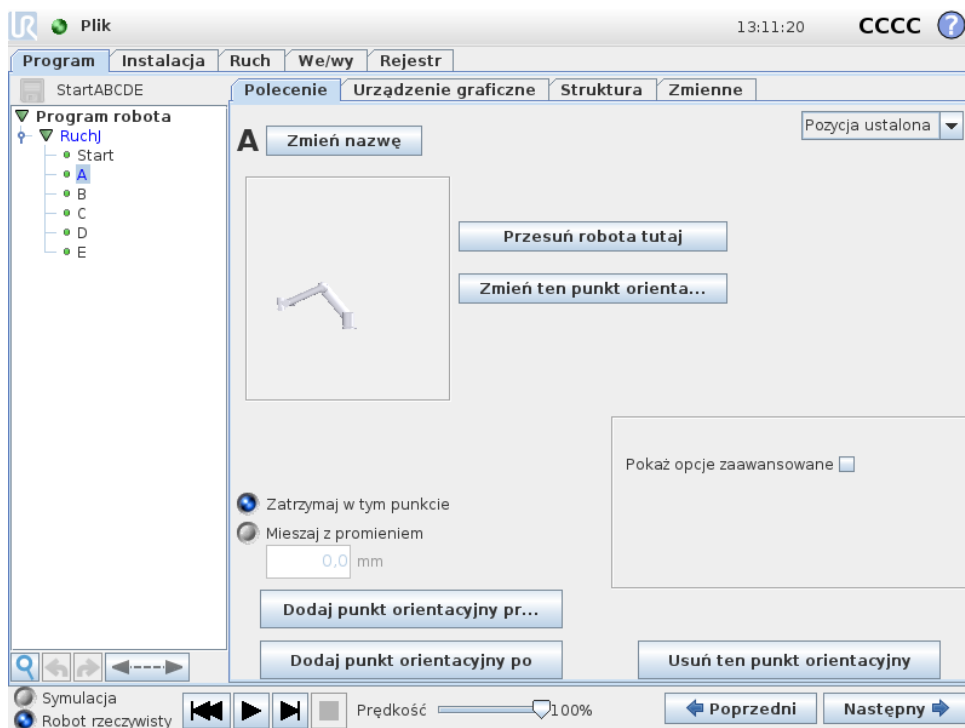 UR Plik 13:11:20 CCCC ?
Program Instalacja Ruch We/wy Rejestr
StartABCDE
Polecenie Urządzenie graficzne Struktura Zmienne
Program robota
RuchJ
Start
A
B
C
D
E
A Zmień nazwę
Pozycja ustalona
Przesuń robota tutaj
Zmień ten punkt orienta...
Pokaż opcje zaawansowane
Zatrzymaj w tym punkcie
Mieszaj z promieniem
0,0 mm
Dodaj punkt orientacyjny pr...
Dodaj punkt orientacyjny po
Usuń ten punkt orientacyjny
Symulacja
Robot rzeczywisty
Prędkość 100%
Poprzedni
Następny